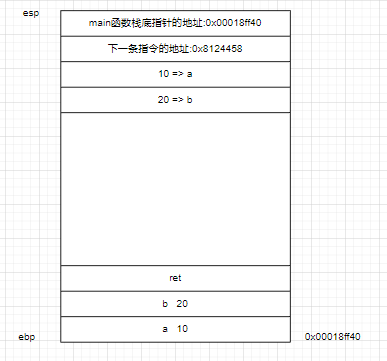 esp
main函数栈底指针的地址:0x00018ff40
下一条指令的地址:0x8124458
10 => a
20 => b
ret
b 20
ebp
a 10
0x00018ff40